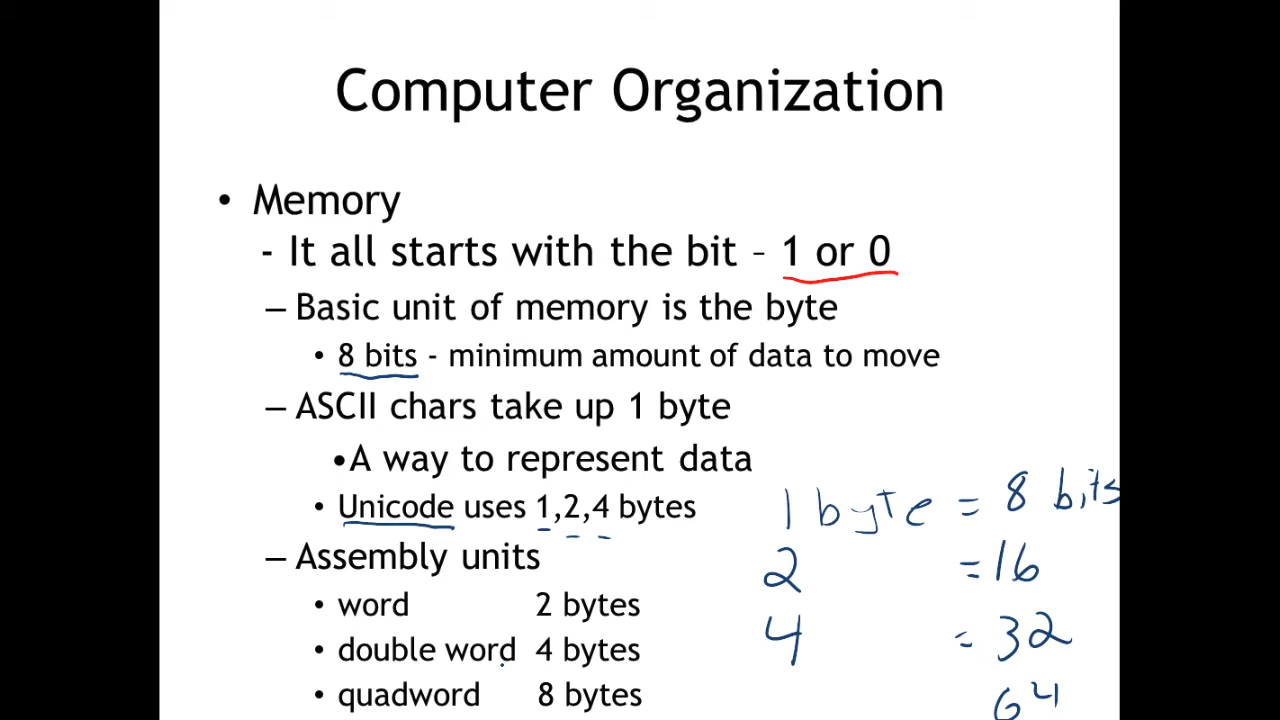 Computer Organization
• Memory
- It all starts with the bit – 1 or 0
– Basic unit of memory is the byte
• 8 bits - minimum amount of data to move
– ASCII chars take up 1 byte
•A way to represent data
• Unicode uses 1,2,4 bytes
– Assembly units
• word 2 bytes
• double word 4 bytes
• quadword 8 bytes
1 byte = 8 bits
2 = 16
4 = 32
64